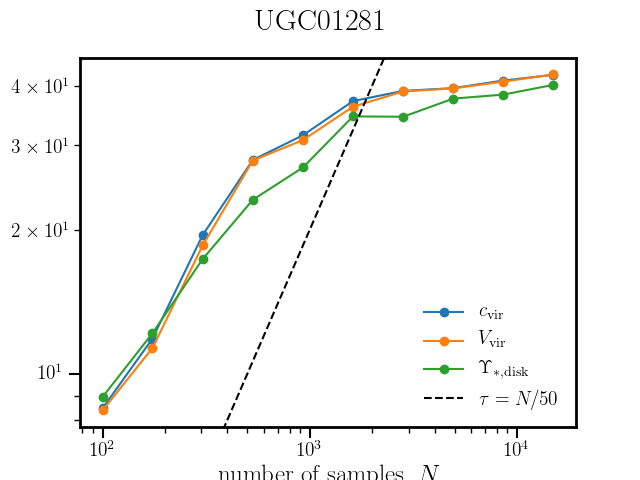 UGC01281
4 × 10¹
3 × 10¹
2 × 10¹
10¹
c_vir
V_vir
Υ_∗,disk
τ = N/50
10² 10³ 10⁴
number of samples, N